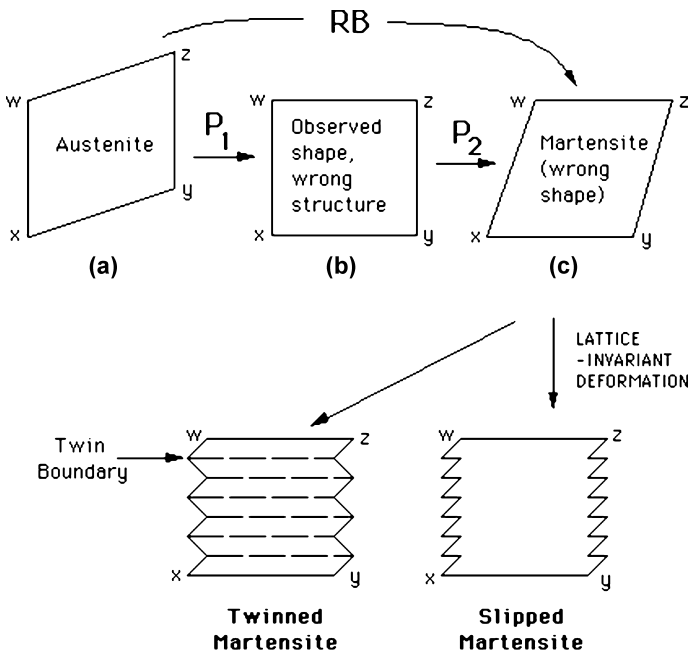 RB
w
z
Austenite
x
y
(a)
P1
w
z
Observed
shape,
wrong
structure
x
y
(b)
P2
w
z
Martensite
(wrong
shape)
x
y
(c)
LATTICE
-INVARIANT
DEFORMATION
Twin
Boundary
w
z
x
y
Twinned
Martensite
w
z
x
y
Slipped
Martensite